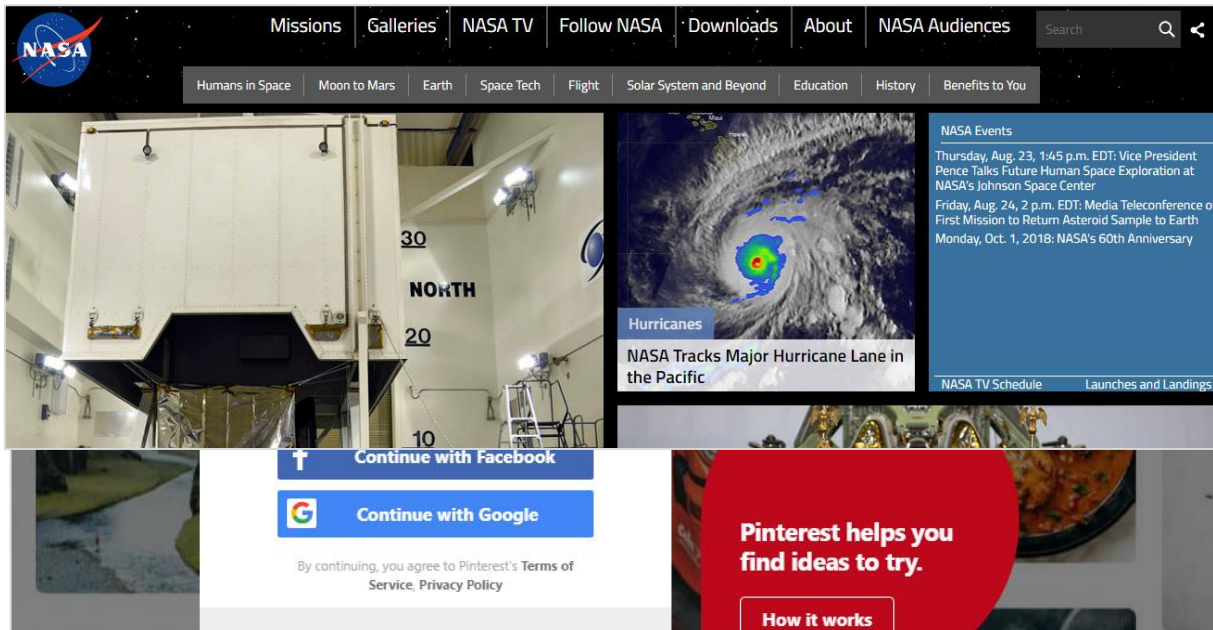 NASA
Missions
Galleries
NASA TV
Follow NASA
Downloads
About
NASA Audiences
Search
Humans in Space
Moon to Mars
Earth
Space Tech
Flight
Solar System and Beyond
Education
History
Benefits to You
30
NORTH
20
10
Maui
Hawaii
Hurricanes
NASA Tracks Major Hurricane Lane in
the Pacific
NASA Events
Thursday, Aug. 23, 1:45 p.m. EDT: Vice President
Pence Talks Future Human Space Exploration at
NASA's Johnson Space Center
Friday, Aug. 24, 2 p.m. EDT: Media Teleconference
First Mission to Return Asteroid Sample to Earth
Monday, Oct. 1, 2018: NASA's 60th Anniversary
NASA TV Schedule
Launches and Landings
f
Continue with Facebook
G
Continue with Google
By continuing, you agree to Pinterest's Terms of
Service, Privacy Policy
Pinterest helps you
find ideas to try.
How it works